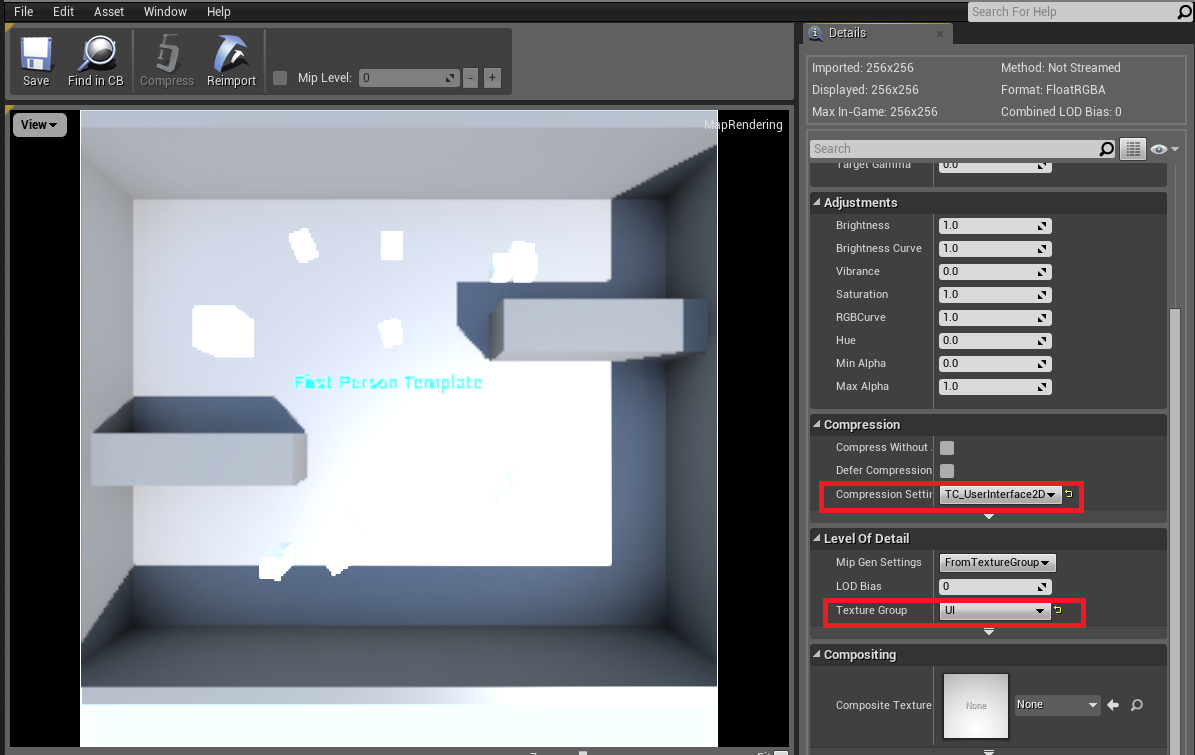 File Edit Asset Window Help
Search For Help
Save Find in CB Compress Reimport
Mip Level: 0 - +
Details
Imported: 256x256 Method: Not Streamed
Displayed: 256x256 Format: FloatRGBA
Max In-Game: 256x256 Combined LOD Bias: 0
View
MapRendering
First Person Template
Search
Target Gamma 0.0
Adjustments
Brightness 1.0
Brightness Curve 1.0
Vibrance 0.0
Saturation 1.0
RGBCurve 1.0
Hue 0.0
Min Alpha 0.0
Max Alpha 1.0
Compression
Compress Without
Defer Compression
Compression Settin TC_UserInterface2D
Level Of Detail
Mip Gen Settings FromTextureGroup
LOD Bias 0
Texture Group UI
Compositing
Composite Texture None None